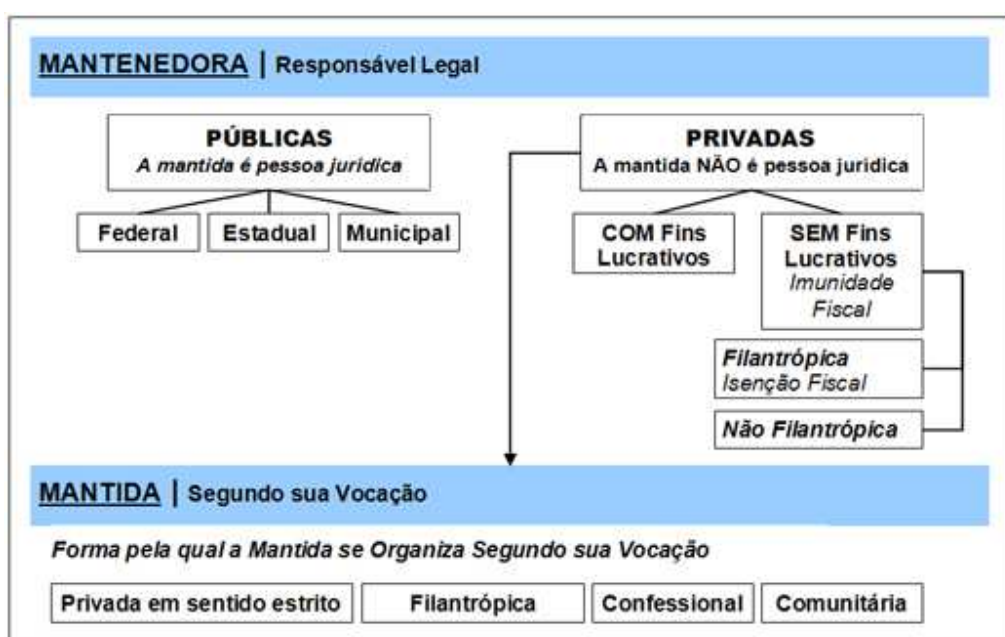 MANTENEDORA | Responsável Legal
PÚBLICAS
A mantida é pessoa jurídica
Federal
Estadual
Municipal
PRIVADAS
A mantida NÃO é pessoa jurídica
COM Fins
Lucrativos
SEM Fins
Lucrativos
Imunidade
Fiscal
Filantrópica
Isenção Fiscal
Não Filantrópica
MANTIDA | Segundo sua Vocação
Forma pela qual a Mantida se Organiza Segundo sua Vocação
Privada em sentido estrito
Filantrópica
Confessional
Comunitária